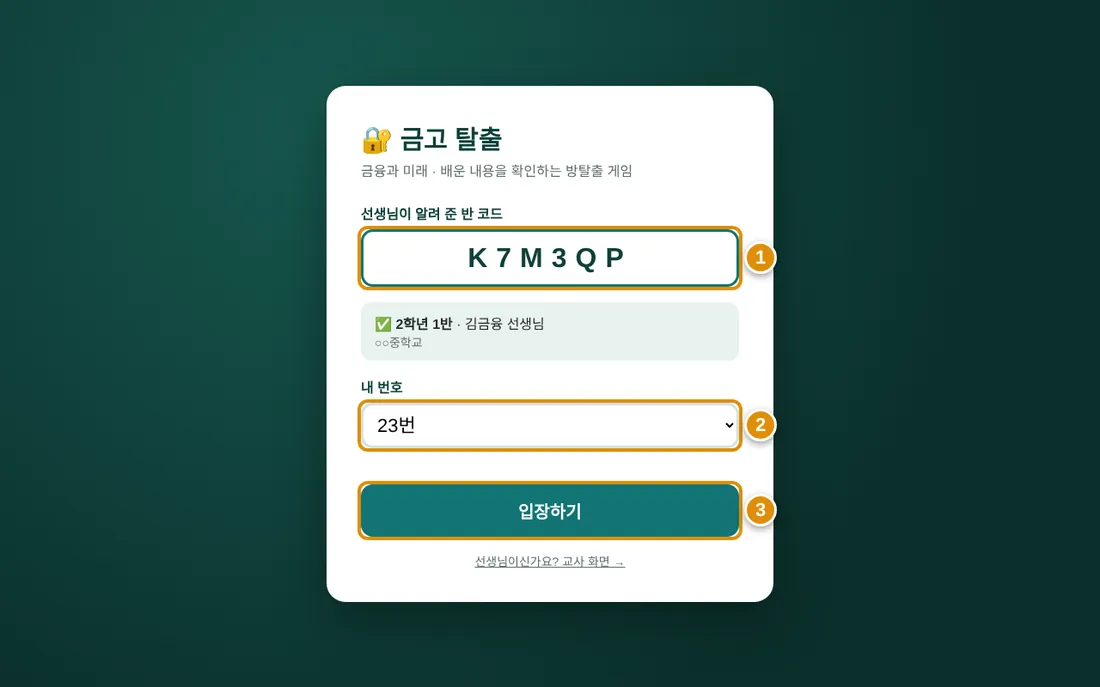 🔐 금고 탈출
금융과 미래 · 배운 내용을 확인하는 방탈출 게임
선생님이 알려 준 반 코드
K7M3QP
1
✅ 2학년 1반 · 김금융 선생님
○○중학교
내 번호
23번
2
입장하기
3
선생님이신가요? 교사 화면 →